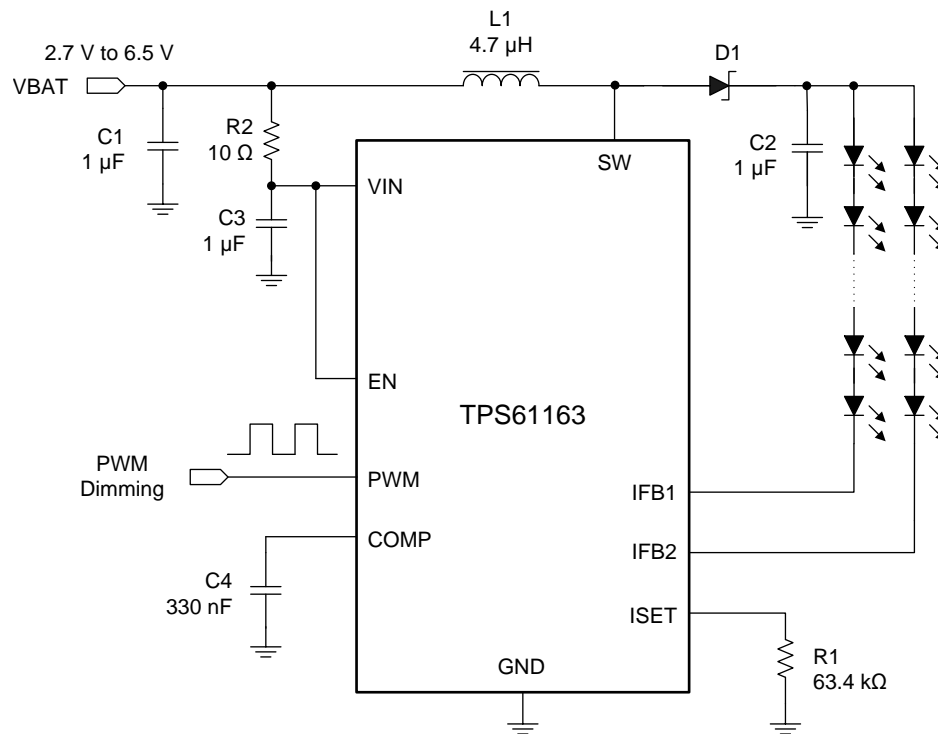 L1
4.7 µH
2.7 V to 6.5 V
VBAT
D1
C1
1 µF
R2
10 Ω
C2
1 µF
SW
VIN
C3
1 µF
EN
TPS61163
PWM
Dimming
PWM
IFB1
COMP
IFB2
C4
330 nF
ISET
R1
63.4 kΩ
GND